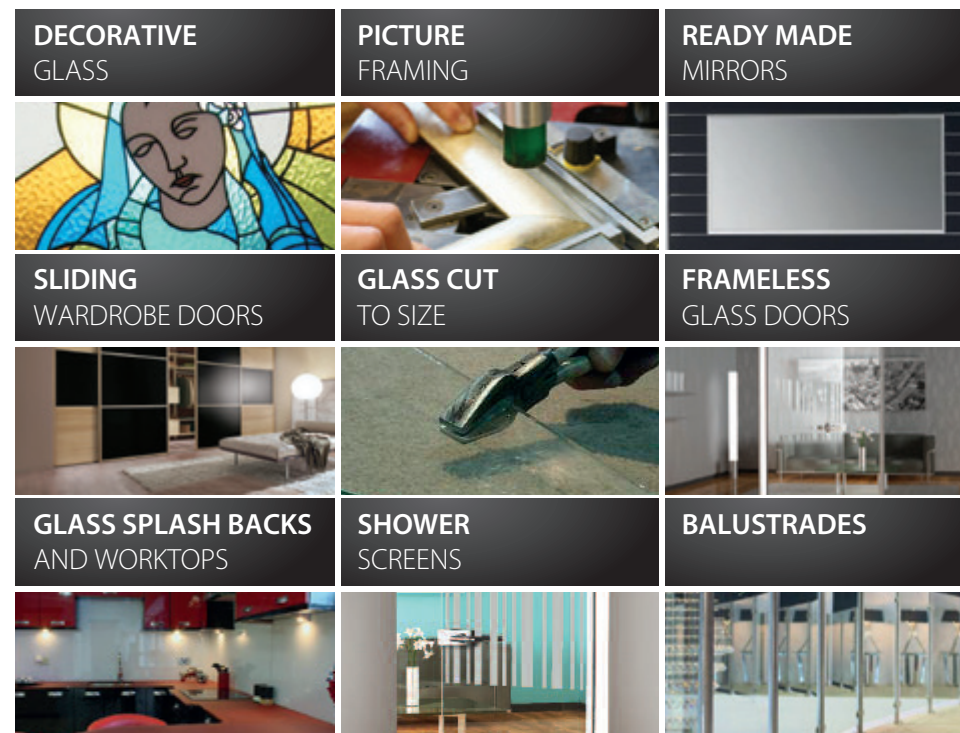 DECORATIVE
GLASS
PICTURE
FRAMING
READY MADE
MIRRORS
SLIDING
WARDROBE DOORS
GLASS CUT
TO SIZE
FRAMELESS
GLASS DOORS
GLASS SPLASH BACKS
AND WORKTOPS
SHOWER
SCREENS
BALUSTRADES